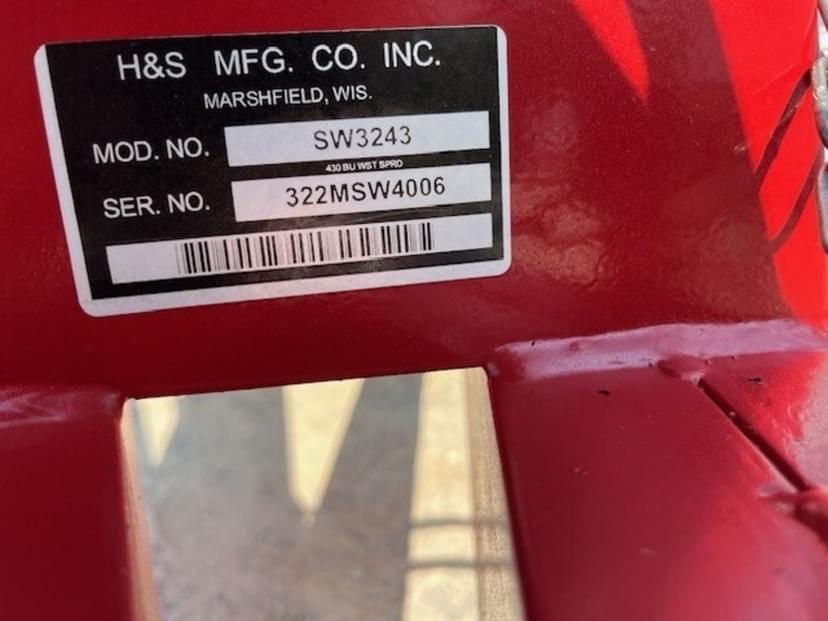 H&S MFG. CO. INC.
MARSHFIELD, WIS.
MOD. NO. SW3243
430 BU WST SPRD
SER. NO. 322MSW4006